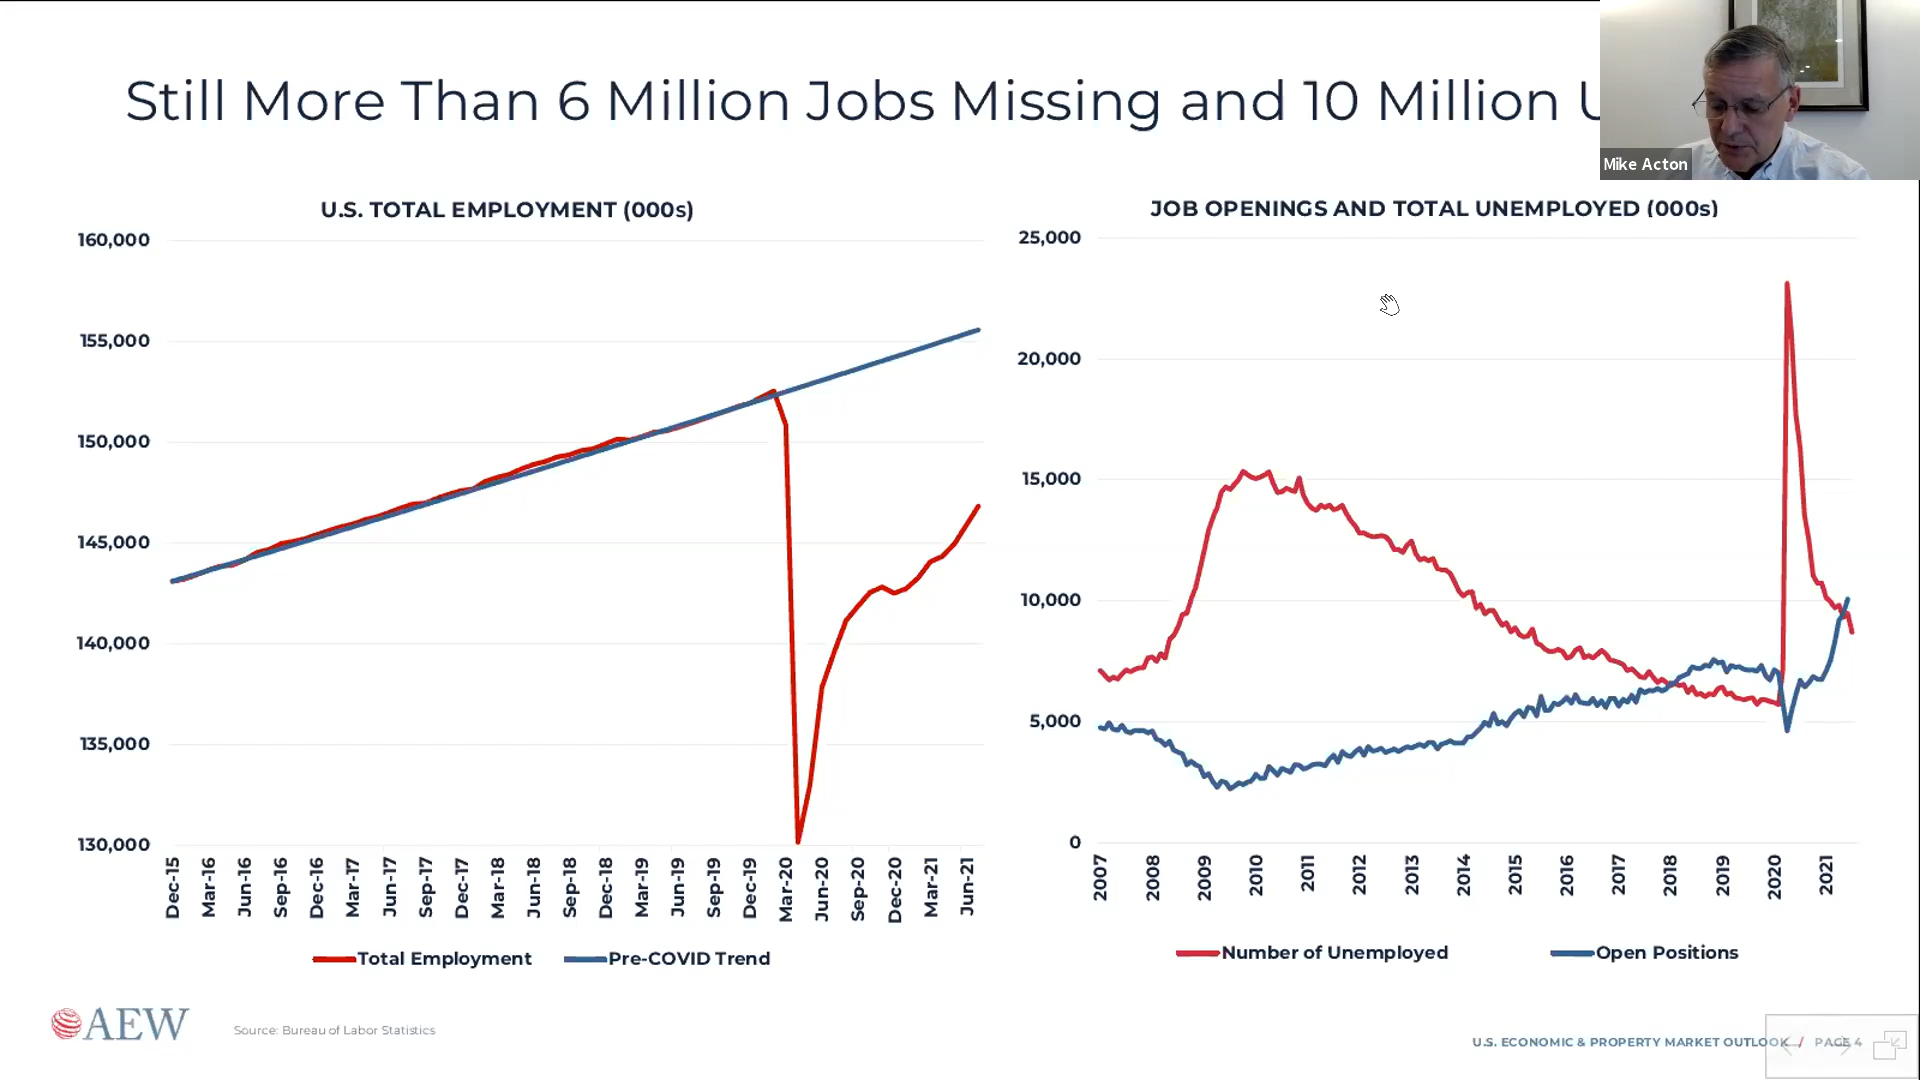 Still More Than 6 Million Jobs Missing and 10 Million
Mike Acton
U.S. TOTAL EMPLOYMENT (000s)
160,000
155,000
150,000
145,000
140,000
135,000
130,000
Dec-15
Mar-16
Jun-16
Sep-16
Dec-16
Mar-17
Jun-17
Sep-17
Dec-17
Mar-18
Jun-18
Sep-18
Dec-18
Mar-19
Jun-19
Sep-19
Dec-19
Mar-20
Jun-20
Sep-20
Dec-20
Mar-21
Jun-21
Total Employment
Pre-COVID Trend
JOB OPENINGS AND TOTAL UNEMPLOYED (000s)
25,000
20,000
15,000
10,000
5,000
0
2007
2008
2009
2010
2011
2012
2013
2014
2015
2016
2017
2018
2019
2020
2021
Number of Unemployed
Open Positions
AEW
Source: Bureau of Labor Statistics
U.S. ECONOMIC & PROPERTY MARKET OUTLOOK / PAGE 4